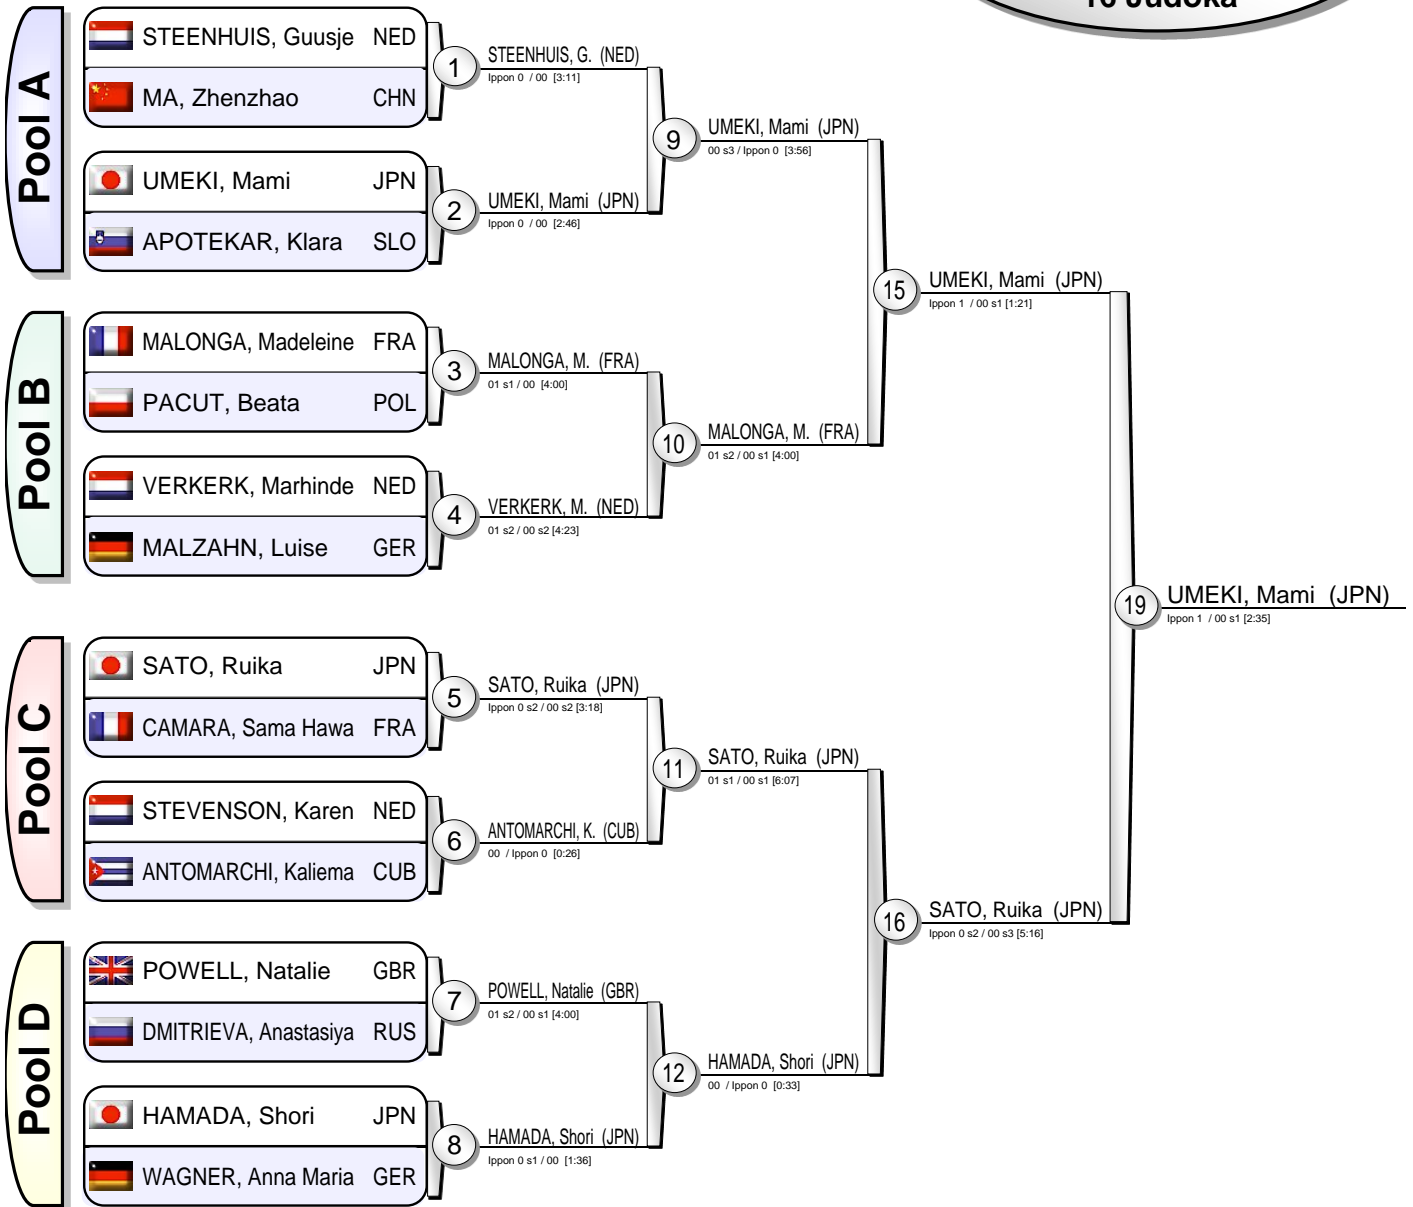 16 Judoka
Pool A
STEENHUIS, Guusje NED
MA, Zhenzhao CHN
UMEKI, Mami JPN
APOTEKAR, Klara SLO
1
STEENHUIS, G. (NED)
Ippon 0 / 00 [3:11]
2
UMEKI, Mami (JPN)
Ippon 0 / 00 [2:46]
9
UMEKI, Mami (JPN)
00 s3 / Ippon 0 [3:56]
Pool B
MALONGA, Madeleine FRA
PACUT, Beata POL
VERKERK, Marhinde NED
MALZAHN, Luise GER
3
MALONGA, M. (FRA)
01 s1 / 00 [4:00]
4
VERKERK, M. (NED)
01 s2 / 00 s2 [4:23]
10
MALONGA, M. (FRA)
01 s2 / 00 s1 [4:00]
15
UMEKI, Mami (JPN)
Ippon 1 / 00 s1 [1:21]
Pool C
SATO, Ruika JPN
CAMARA, Sama Hawa FRA
STEVENSON, Karen NED
ANTOMARCHI, Kaliema CUB
5
SATO, Ruika (JPN)
Ippon 0 s2 / 00 s2 [3:18]
6
ANTOMARCHI, K. (CUB)
00 / Ippon 0 [0:26]
11
SATO, Ruika (JPN)
01 s1 / 00 s1 [6:07]
Pool D
POWELL, Natalie GBR
DMITRIEVA, Anastasiya RUS
HAMADA, Shori JPN
WAGNER, Anna Maria GER
7
POWELL, Natalie (GBR)
01 s2 / 00 s1 [4:00]
8
HAMADA, Shori (JPN)
Ippon 0 s1 / 00 [1:36]
12
HAMADA, Shori (JPN)
00 / Ippon 0 [0:33]
16
SATO, Ruika (JPN)
Ippon 0 s2 / 00 s3 [5:16]
19
UMEKI, Mami (JPN)
Ippon 1 / 00 s1 [2:35]